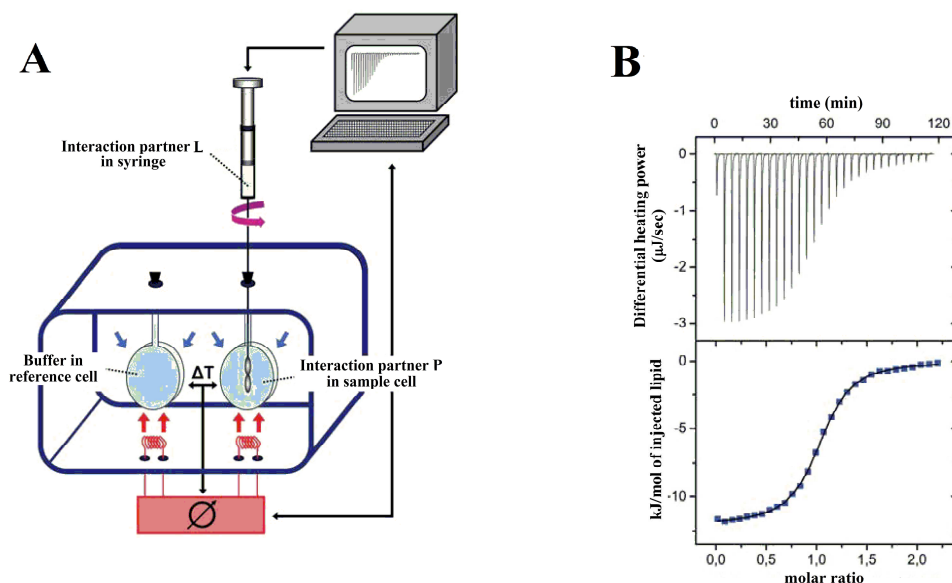 A
Interaction partner L
in syringe
Buffer in
reference cell
ΔT
Interaction partner P
in sample cell
B
time (min)
0 30 60 90 120
Differential heating power
(µJ/sec)
0
-1
-2
-3
kJ/mol of injected lipid
0
-5
-10
0,0 0,5 1,0 1,5 2,0
molar ratio